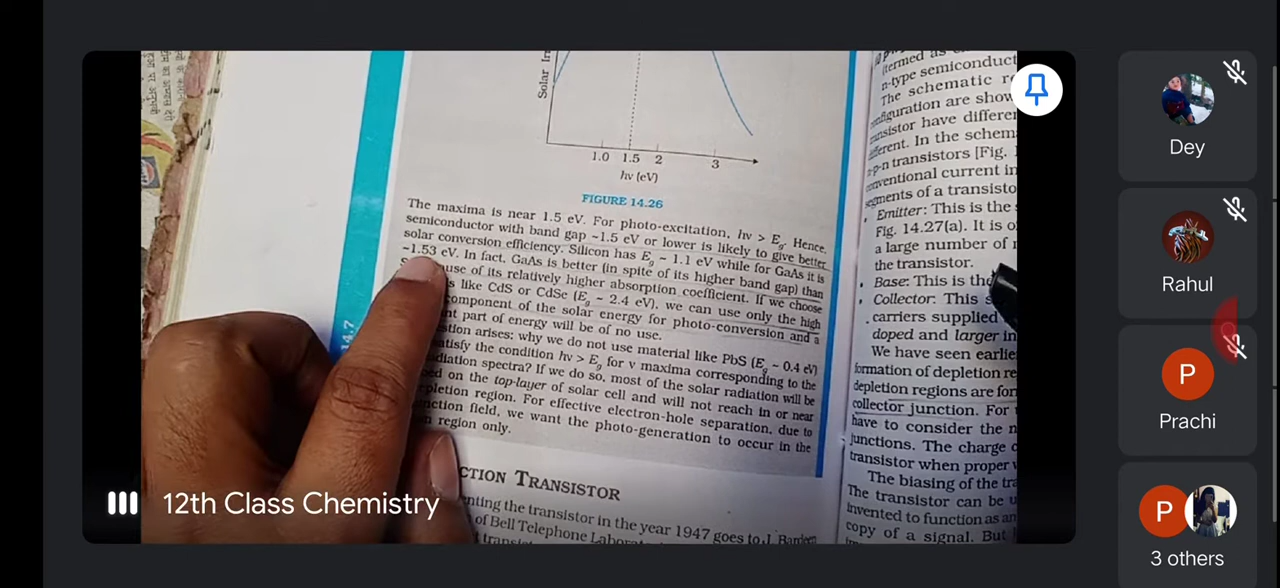 Solar Irr
1.0 1.5 2 3
hν (eV)
FIGURE 14.26
The maxima is near 1.5 eV. For photo-excitation, hν > Eg. Hence,
semiconductor with band gap ~1.5 eV or lower is likely to give better
solar conversion efficiency. Silicon has Eg ~ 1.1 eV while for GaAs it is
~1.53 eV. In fact, GaAs is better (in spite of its higher band gap) than
use of its relatively higher absorption coefficient. If we choose
like CdS or CdSe (Eg ~ 2.4 eV), we can use only the high
component of the solar energy for photo-conversion and a
part of energy will be of no use.
arises: why we do not use material like PbS (Eg ~ 0.4 eV)
satisfy the condition hν > Eg for ν maxima corresponding to the
spectra? If we do so, most of the solar radiation will be
on the top-layer of solar cell and will not reach in or near
region. For effective electron-hole separation, due to
field, we want the photo-generation to occur in the
region only.
14.7
CTION TRANSISTOR
nting the transistor in the year 1947 goes to J. Bardeen
of Bell Telephone
(termed as
n-type semiconduct
The schematic r
figuration are show
nsistor have differen
fferent. In the schem
n transistors [Fig.
nventional current in
segments of a transisto
• Emitter: This is the s
Fig. 14.27(a). It is o
a large number of
the transistor.
• Base: This is the
• Collector: This s
carriers supplied
doped and larger in
We have seen earlie
formation of depletion re
depletion regions are for
collector junction. For
have to consider the n
junctions. The charge o
transistor when proper v
The biasing of the tra
The transistor can be u
invented to function as an
copy of a signal. But
12th Class Chemistry
Dey
Rahul
P
Prachi
P
3 others